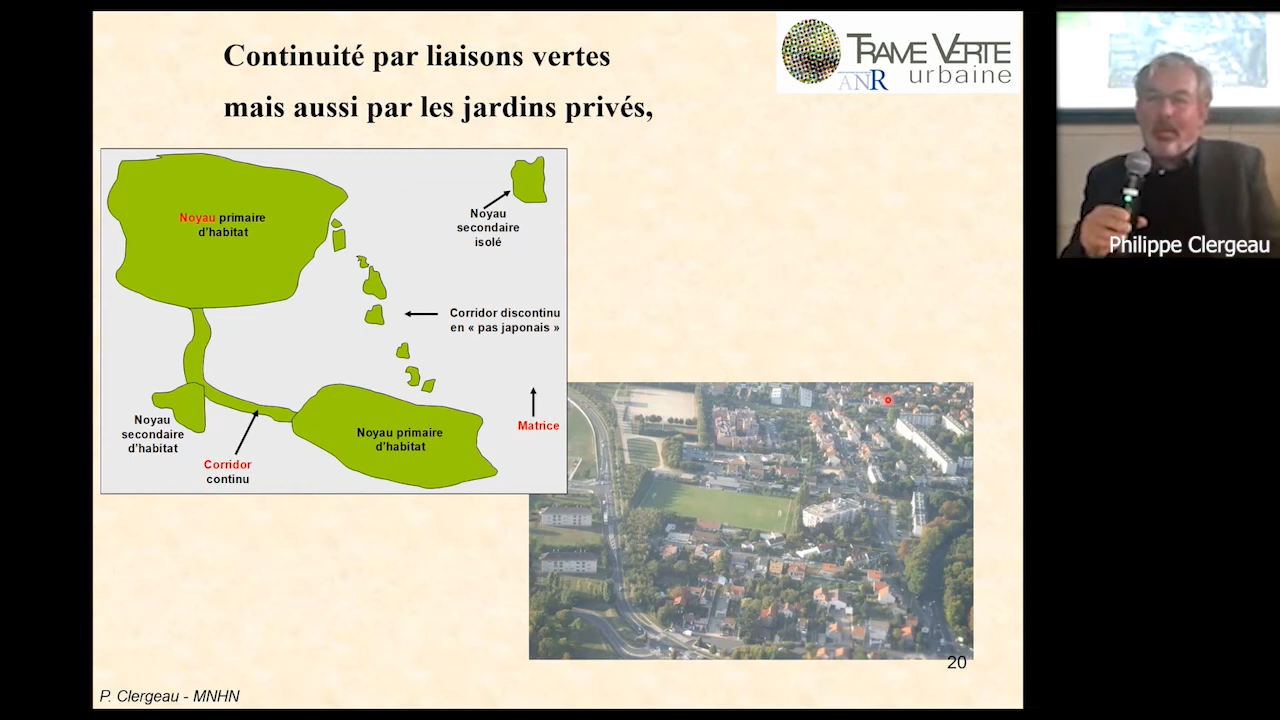 Continuité par liaisons vertes
mais aussi par les jardins privés,
TRAME VERTE
urbaine
ANR
Philippe Clergeau
Noyau primaire
d'habitat
Noyau
secondaire
isolé
Corridor discontinu
en « pas japonais »
Matrice
Noyau
secondaire
d'habitat
Noyau primaire
d'habitat
Corridor
continu
20
P. Clergeau - MNHN